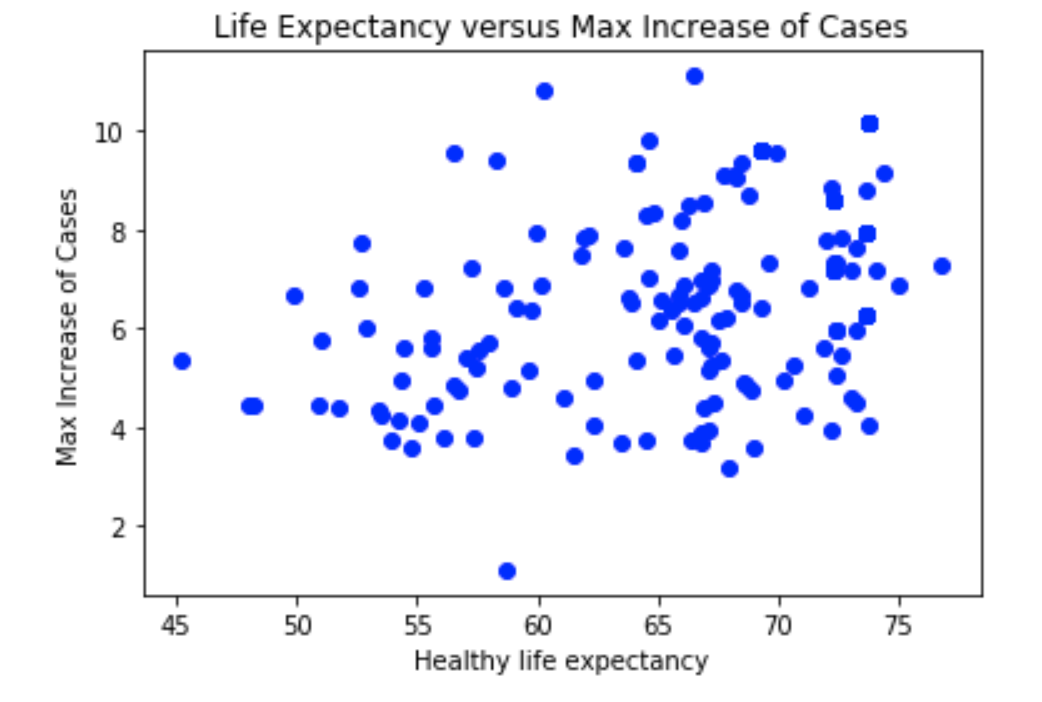 Life Expectancy versus Max Increase of Cases
Max Increase of Cases
10
8
6
4
2
45 50 55 60 65 70 75
Healthy life expectancy